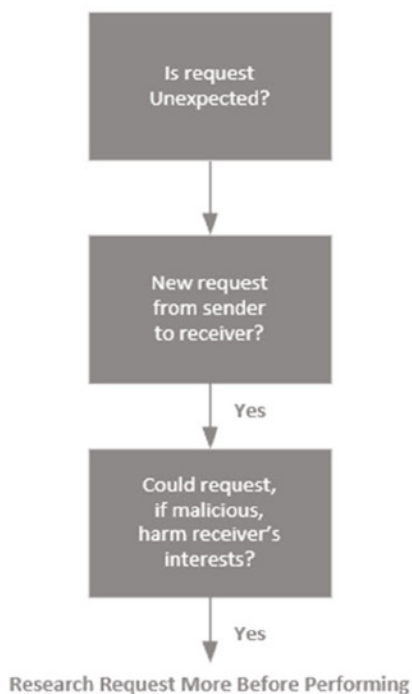 Is request
Unexpected?
New request
from sender
to receiver?
Yes
Could request,
if malicious,
harm receiver's
interests?
Yes
Research Request More Before Performing